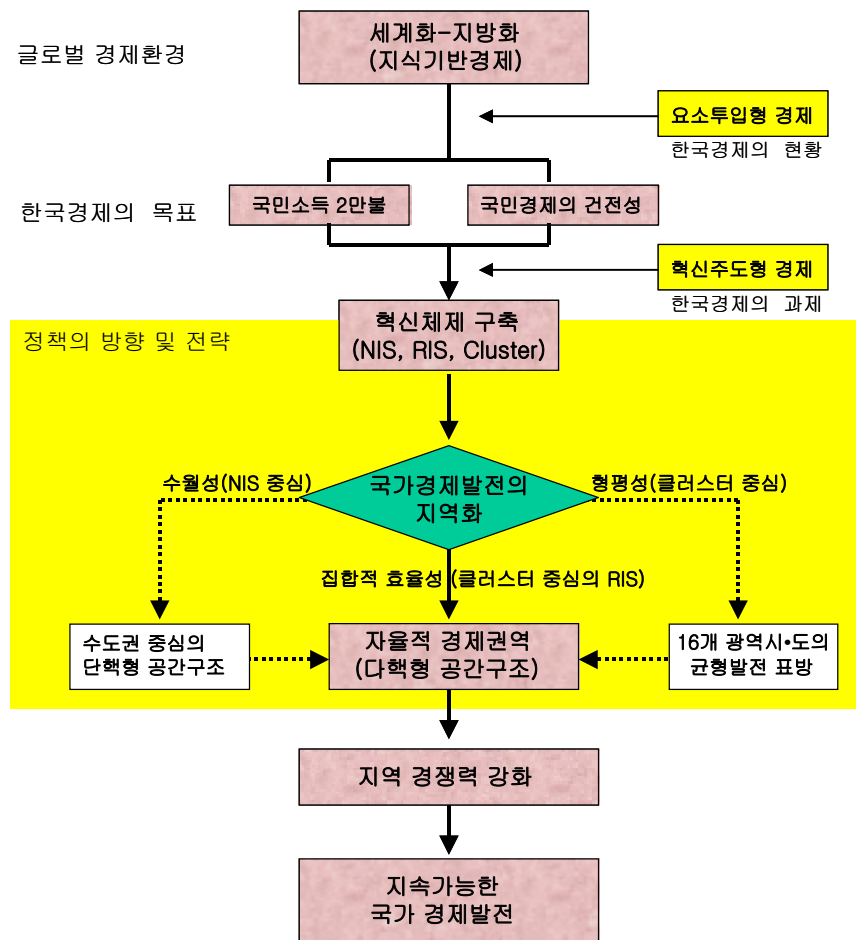 세계화-지방화
(지식기반경제)
글로벌 경제환경
요소투입형 경제
한국경제의 현황
한국경제의 목표
국민소득 2만불
국민경제의 건전성
혁신주도형 경제
한국경제의 과제
혁신체제 구축
(NIS, RIS, Cluster)
정책의 방향 및 전략
수월성(NIS 중심)
국가경제발전의
지역화
형평성(클러스터 중심)
집합적 효율성 (클러스터 중심의 RIS)
수도권 중심의
단핵형 공간구조
자율적 경제권역
(다핵형 공간구조)
16개 광역시•도의
균형발전 표방
지역 경쟁력 강화
지속가능한
국가 경제발전